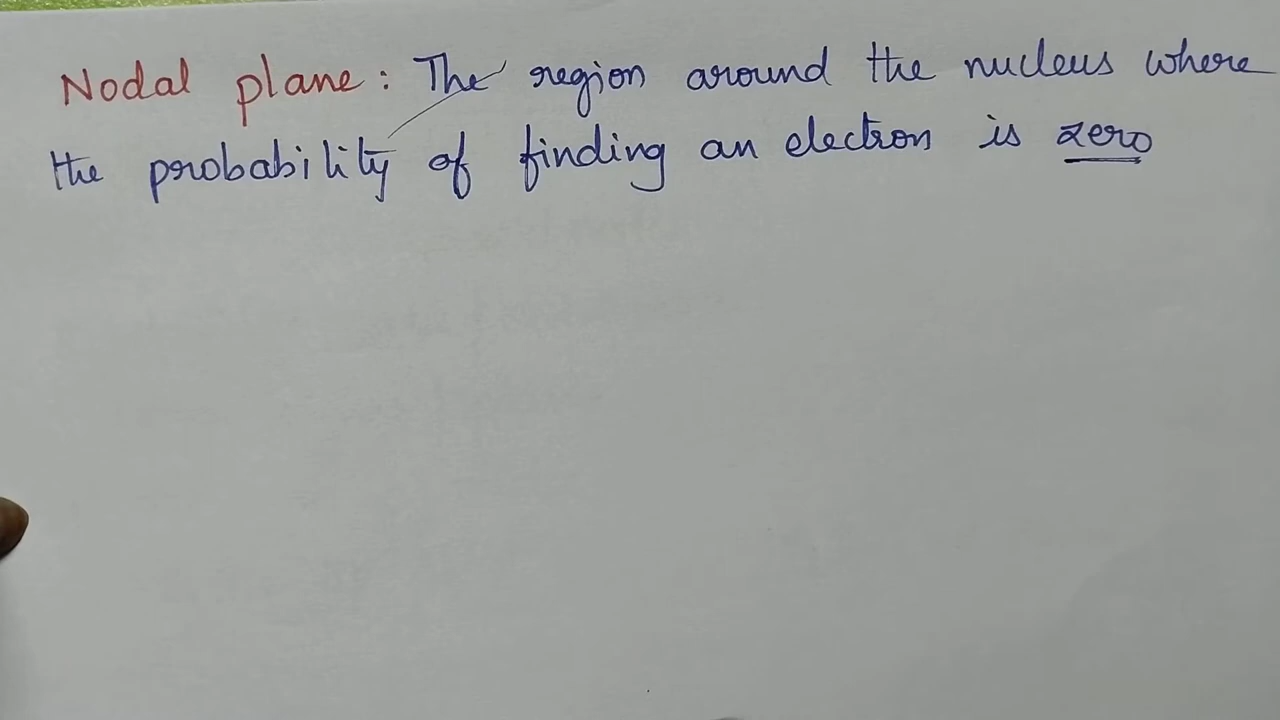 Nodal plane: The region around the nucleus where
the probability of finding an electron is zero